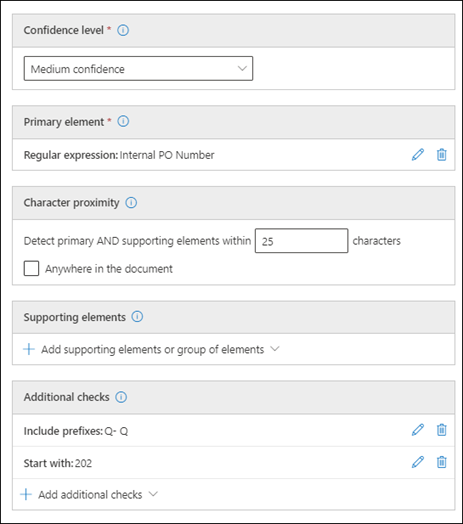 Confidence level *
Medium confidence
Primary element *
Regular expression: Internal PO Number
Character proximity
Detect primary AND supporting elements within 25 characters
Anywhere in the document
Supporting elements
Add supporting elements or group of elements
Additional checks
Include prefixes: Q- Q
Start with: 202
Add additional checks